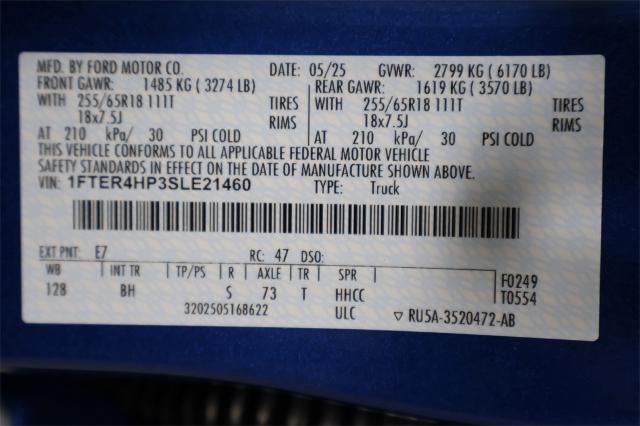 MFD. BY FORD MOTOR CO. DATE: 05/25 GVWR: 2799 KG ( 6170 LB)
FRONT GAWR: 1485 KG ( 3274 LB) REAR GAWR: 1619 KG ( 3570 LB)
WITH 255/65R18 111T TIRES WITH 255/65R18 111T TIRES
18x7.5J RIMS 18x7.5J RIMS
AT 210 kPa/ 30 PSI COLD AT 210 kPa/ 30 PSI COLD
THIS VEHICLE CONFORMS TO ALL APPLICABLE FEDERAL MOTOR VEHICLE
SAFETY STANDARDS IN EFFECT ON THE DATE OF MANUFACTURE SHOWN ABOVE.
VIN: 1FTER4HP3SLE21460 TYPE: Truck
EXT PNT: E7 RC: 47 DSO:
WB INT TR TP/PS R AXLE TR SPR F0249
128 BH S 73 T HHCC T0554
3202505168622 ULC ▽ RU5A-3520472-AB